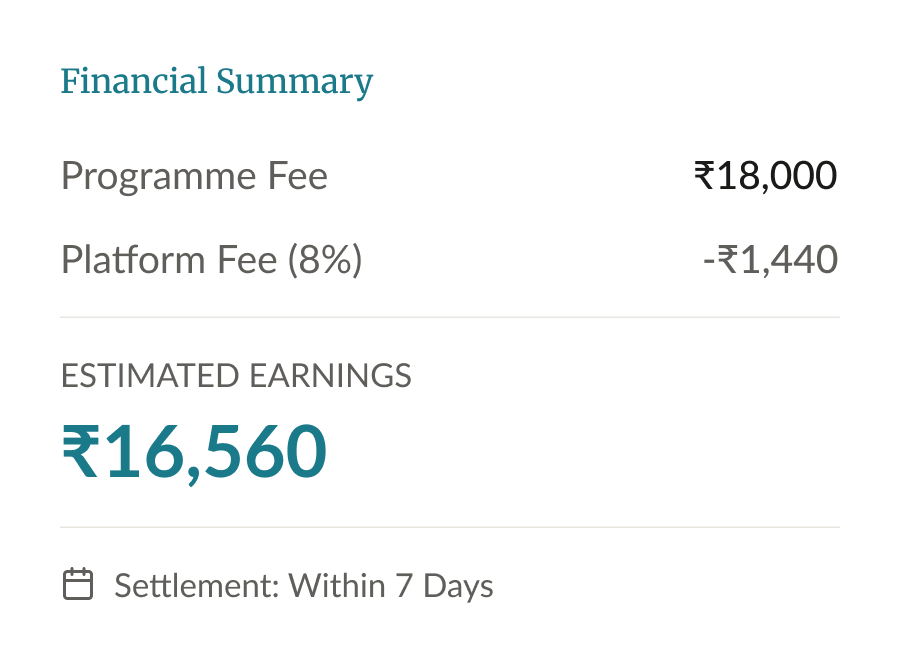 Financial Summary
Programme Fee ₹18,000
Platform Fee (8%) -₹1,440
ESTIMATED EARNINGS
₹16,560
Settlement: Within 7 Days